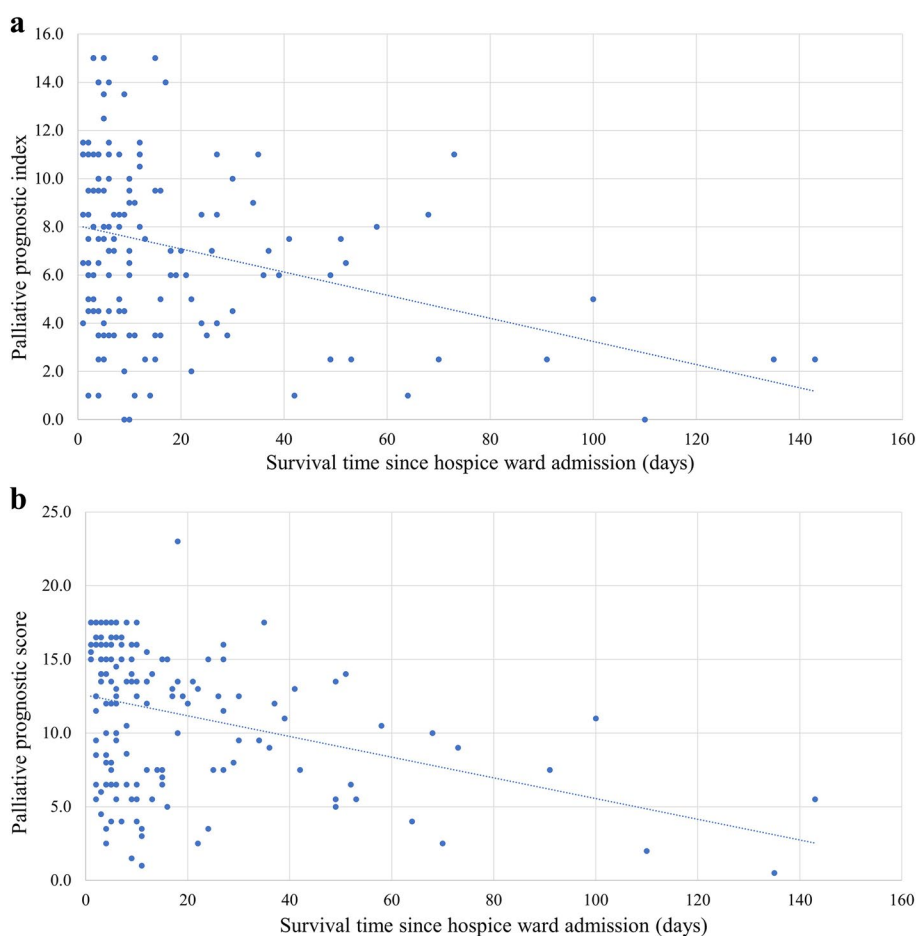 a
16.0
14.0
12.0
10.0
8.0
6.0
4.0
2.0
0.0
Palliative prognostic index
0 20 40 60 80 100 120 140 160
Survival time since hospice ward admission (days)
b
25.0
20.0
15.0
10.0
5.0
0.0
Palliative prognostic score
0 20 40 60 80 100 120 140 160
Survival time since hospice ward admission (days)